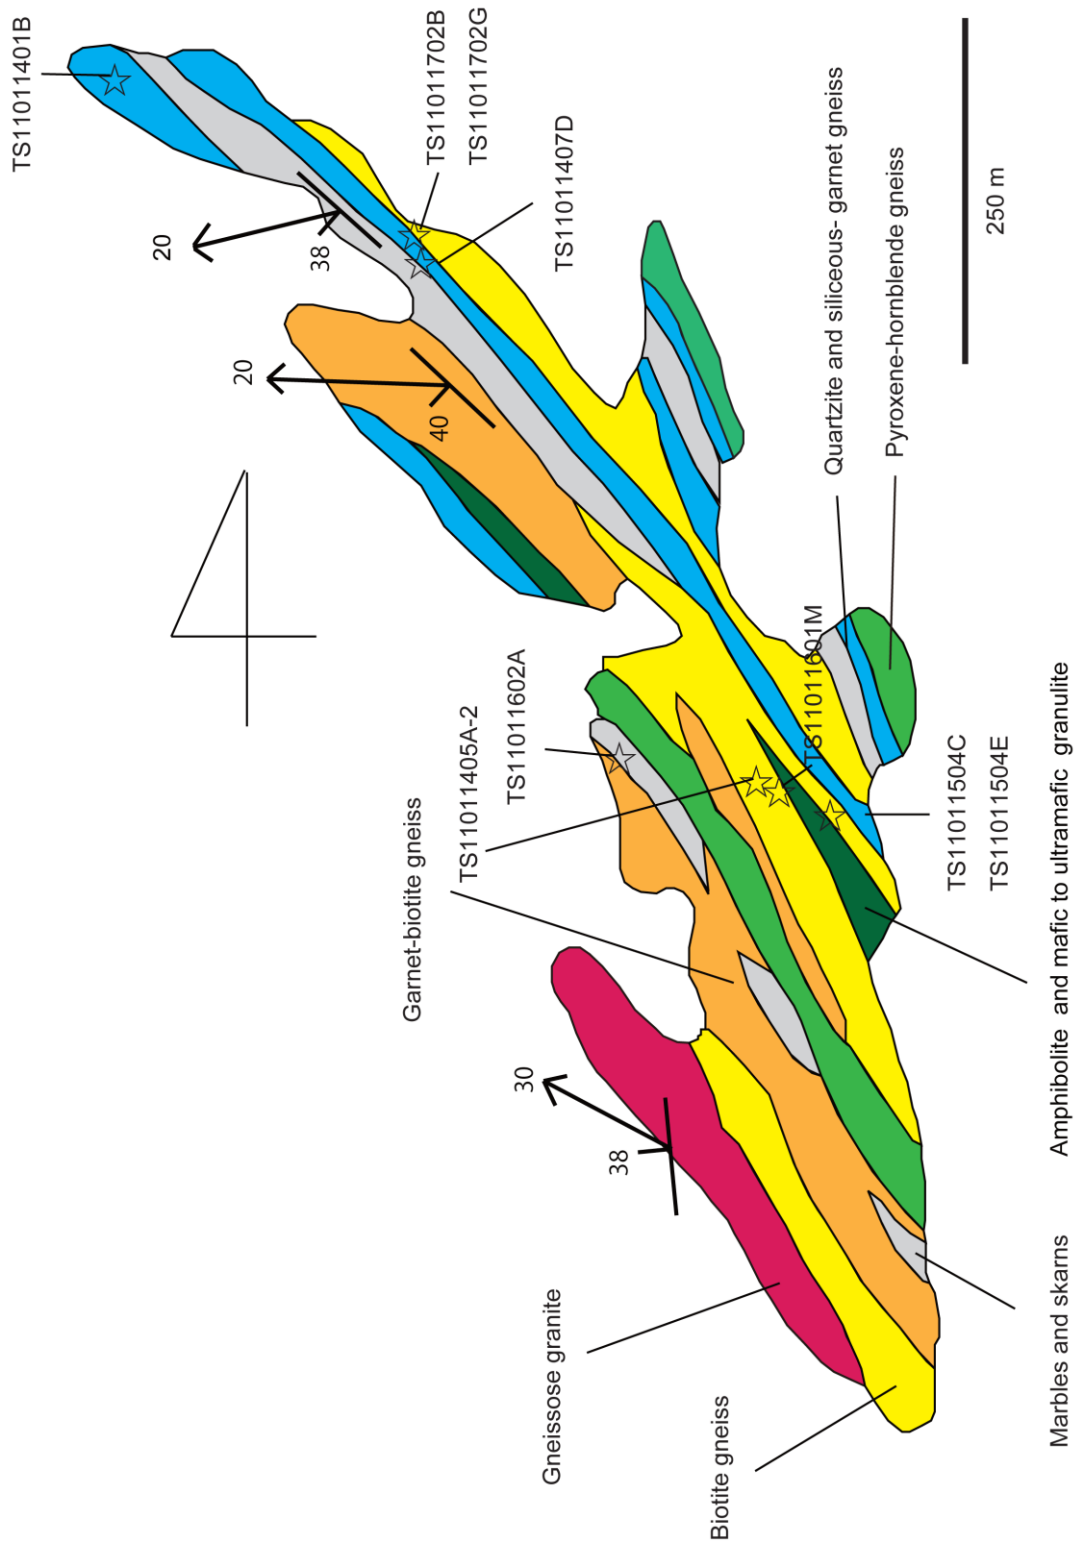 TS11011401B
TS11011702B
TS11011702G
TS11011407D
20
38
20
40
Quartzite and siliceous- garnet gneiss
Pyroxene-hornblende gneiss
250 m
TS11011405A-2
TS11011602A
TS11011601M
TS11011504C
TS11011504E
Garnet-biotite gneiss
30
38
Gneissose granite
Biotite gneiss
Marbles and skarns
Amphibolite and mafic to ultramafic granulite